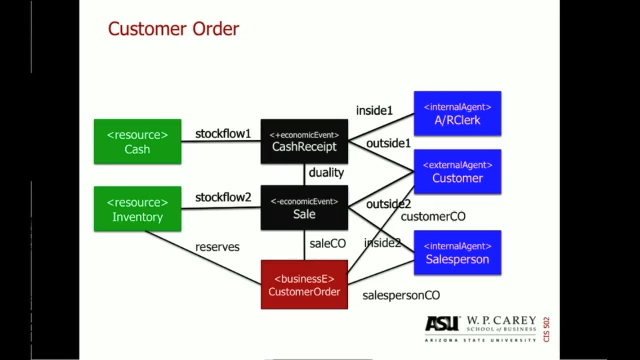 Customer Order
<internalAgent>
A/RClerk
inside1
<resource>
Cash
stockflow1
<+economicEvent>
CashReceipt
outside1
<externalAgent>
Customer
duality
<resource>
Inventory
stockflow2
<-economicEvent>
Sale
outside2
customerCO
reserves
saleCO
inside2
<internalAgent>
Salesperson
<businessE>
CustomerOrder
salespersonCO
ASU W. P. CAREY
SCHOOL of BUSINESS
ARIZONA STATE UNIVERSITY
CIS 502